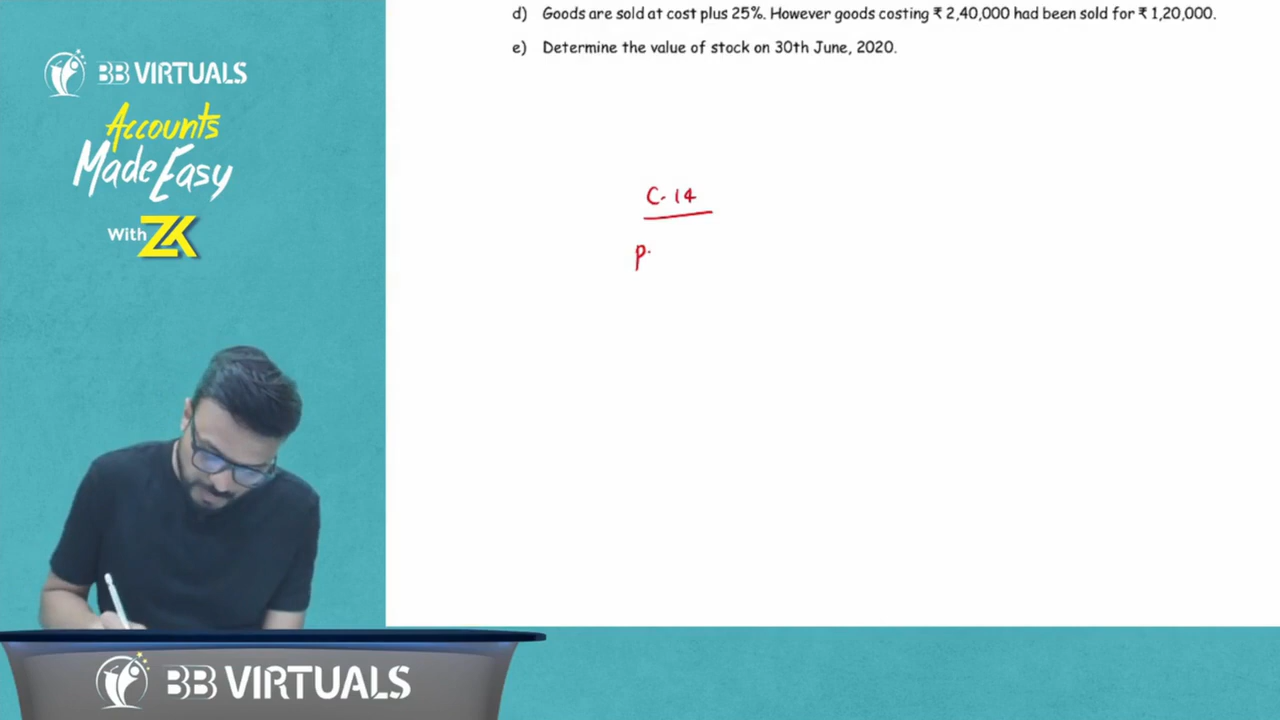 d) Goods are sold at cost plus 25%. However goods costing ₹ 2,40,000 had been sold for ₹ 1,20,000.
e) Determine the value of stock on 30th June, 2020.
BB VIRTUALS
Accounts
Made Easy
With ZK
C-14
P.
BB VIRTUALS